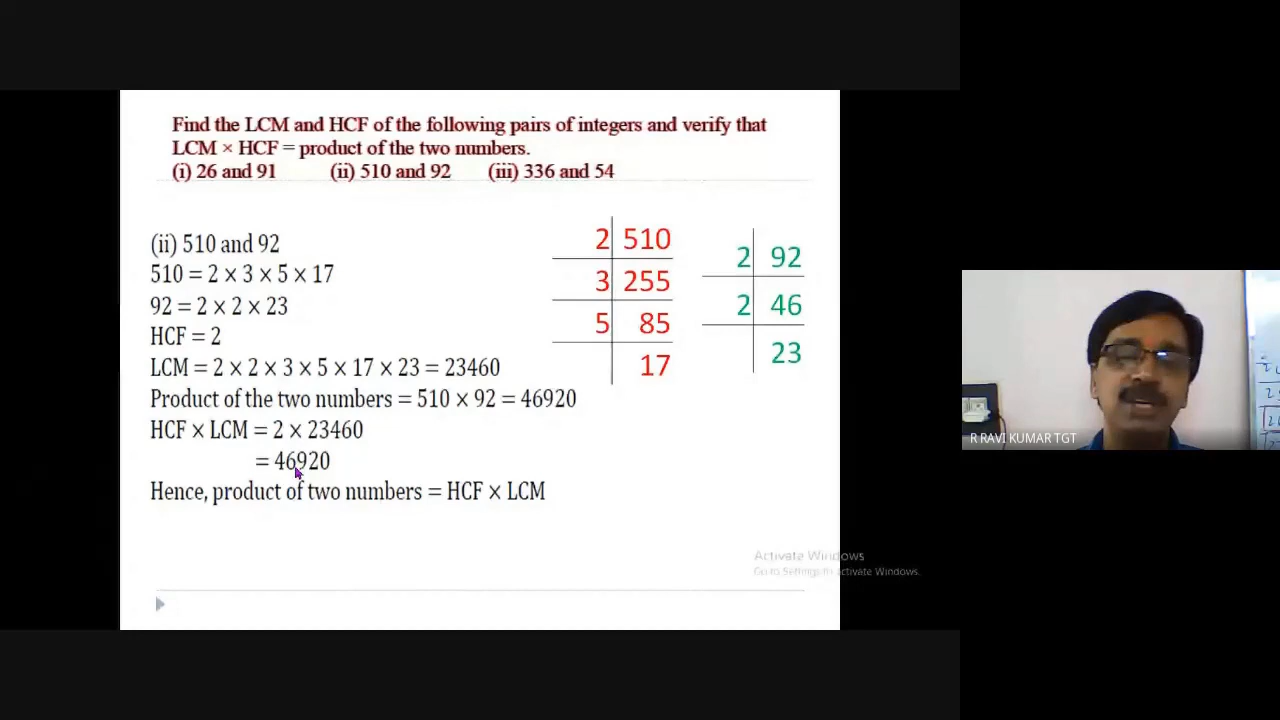 Find the LCM and HCF of the following pairs of integers and verify that
LCM × HCF = product of the two numbers.
(i) 26 and 91 (ii) 510 and 92 (iii) 336 and 54
(ii) 510 and 92
510 = 2 × 3 × 5 × 17
92 = 2 × 2 × 23
HCF = 2
LCM = 2 × 2 × 3 × 5 × 17 × 23 = 23460
Product of the two numbers = 510 × 92 = 46920
HCF × LCM = 2 × 23460
= 46920
Hence, product of two numbers = HCF × LCM
2 510
3 255
5 85
17
2 92
2 46
23
R RAVI KUMAR TGT
Activate Windows
Go to Settings to activate Windows.